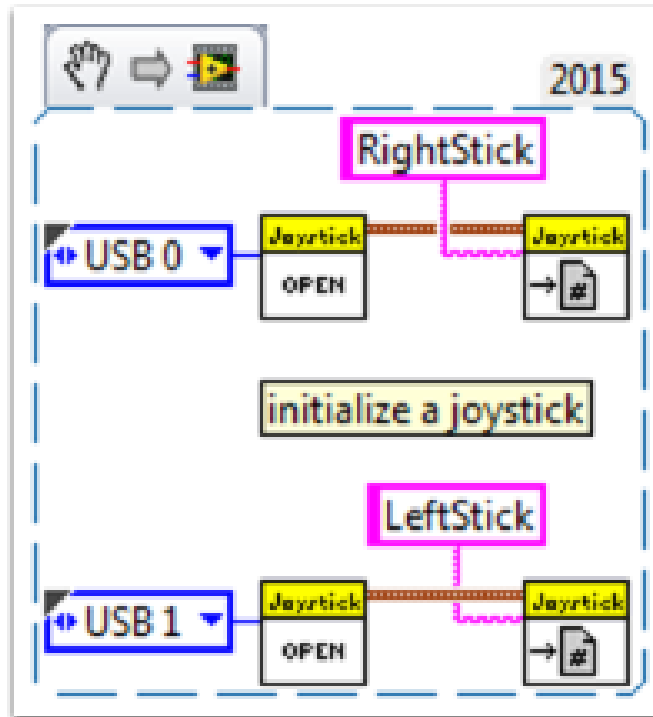 2015
RightStick
USB 0
Joystick
Joystick
OPEN
#
initialize a joystick
LeftStick
USB 1
Joystick
Joystick
OPEN
#